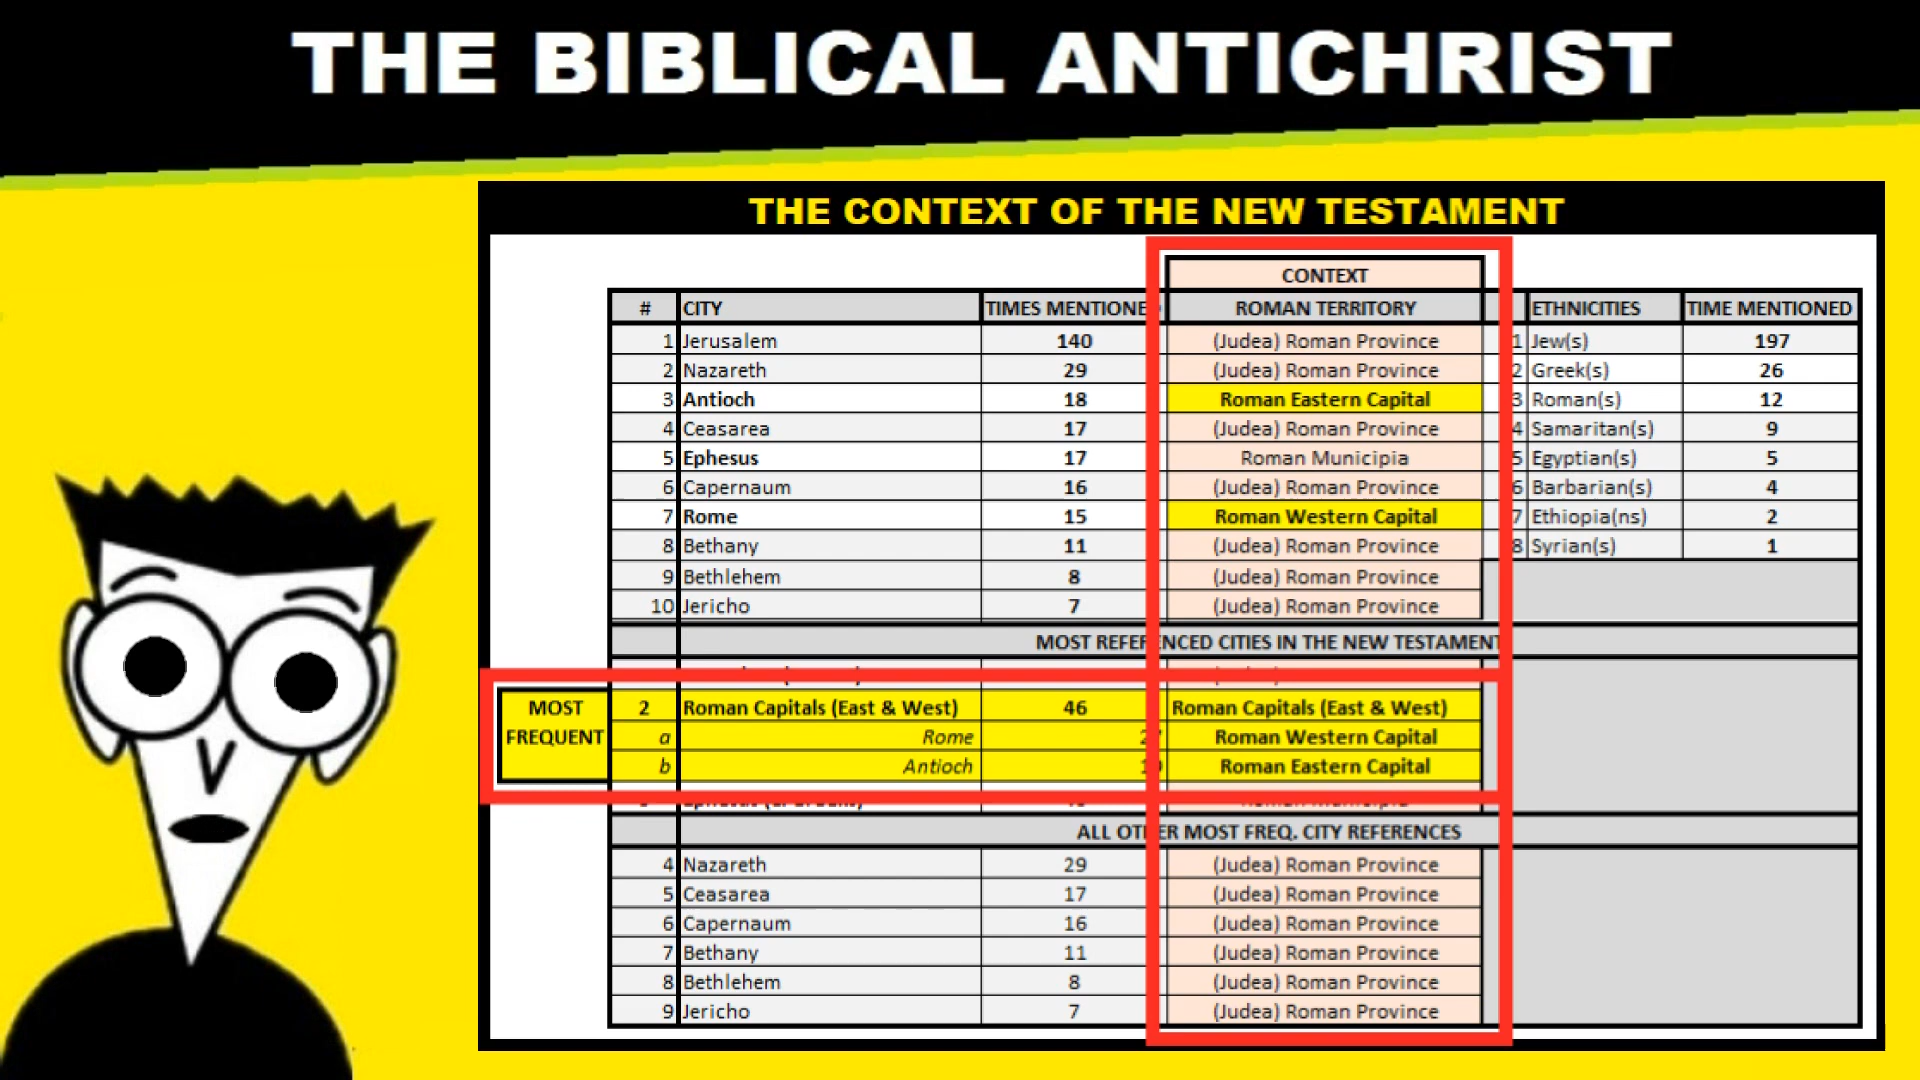 THE BIBLICAL ANTICHRIST
THE CONTEXT OF THE NEW TESTAMENT
CONTEXT
# CITY TIMES MENTIONED ROMAN TERRITORY ETHNICITIES TIME MENTIONED
1 Jerusalem 140 (Judea) Roman Province 1 Jew(s) 197
2 Nazareth 29 (Judea) Roman Province 2 Greek(s) 26
3 Antioch 18 Roman Eastern Capital 3 Roman(s) 12
4 Ceasarea 17 (Judea) Roman Province 4 Samaritan(s) 9
5 Ephesus 17 Roman Municipia 5 Egyptian(s) 5
6 Capernaum 16 (Judea) Roman Province 6 Barbarian(s) 4
7 Rome 15 Roman Western Capital 7 Ethiopia(ns) 2
8 Bethany 11 (Judea) Roman Province 8 Syrian(s) 1
9 Bethlehem 8 (Judea) Roman Province
10 Jericho 7 (Judea) Roman Province
MOST REFERENCED CITIES IN THE NEW TESTAMENT
MOST 2 Roman Capitals (East & West) 46 Roman Capitals (East & West)
FREQUENT a Rome Roman Western Capital
b Antioch Roman Eastern Capital
ALL OTHER MOST FREQ. CITY REFERENCES
4 Nazareth 29 (Judea) Roman Province
5 Ceasarea 17 (Judea) Roman Province
6 Capernaum 16 (Judea) Roman Province
7 Bethany 11 (Judea) Roman Province
8 Bethlehem 8 (Judea) Roman Province
9 Jericho 7 (Judea) Roman Province